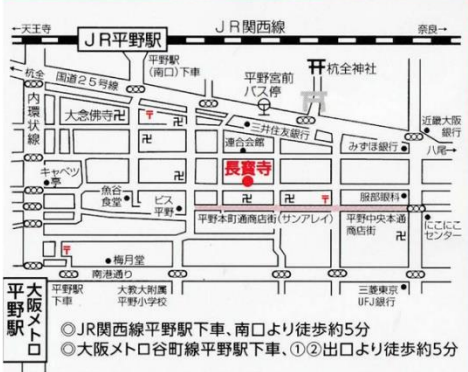 ←天王寺
JR関西線
奈良→
JR平野駅
平野駅
(南口)下車
杭全
国道25号線
平野宮前
バス停
杭全神社
内環状線
大念佛寺
三井住友銀行
近畿大阪
銀行
連合会館
みずほ銀行
八尾→
キャベツ
亭
長寶寺
魚谷
食堂
ビス
平野
服部眼科
平野本町通商店街(サンアレイ)
平野中央本通
商店街
にこにこ
センター
梅月堂
南港通り
大阪メトロ
平野駅
平野駅
下車
大教大附属
平野小学校
三菱東京
UFJ銀行
◎JR関西線平野駅下車、南口より徒歩約5分
◎大阪メトロ谷町線平野駅下車、①②出口より徒歩約5分